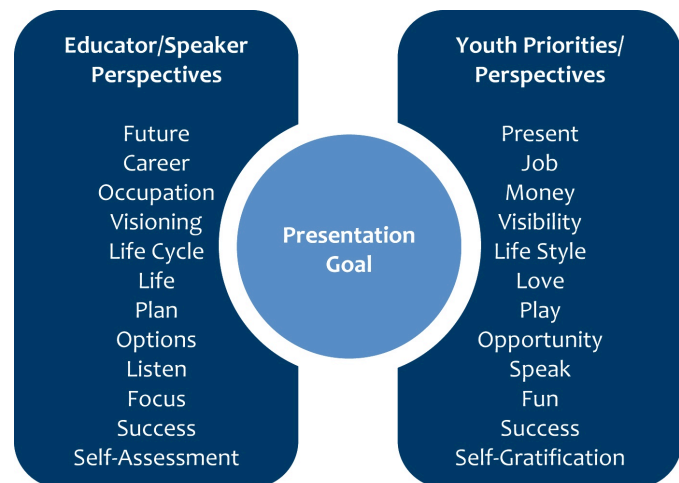 Educator/Speaker
Perspectives
Future
Career
Occupation
Visioning
Life Cycle
Life
Plan
Options
Listen
Focus
Success
Self-Assessment
Presentation
Goal
Youth Priorities/
Perspectives
Present
Job
Money
Visibility
Life Style
Love
Play
Opportunity
Speak
Fun
Success
Self-Gratification